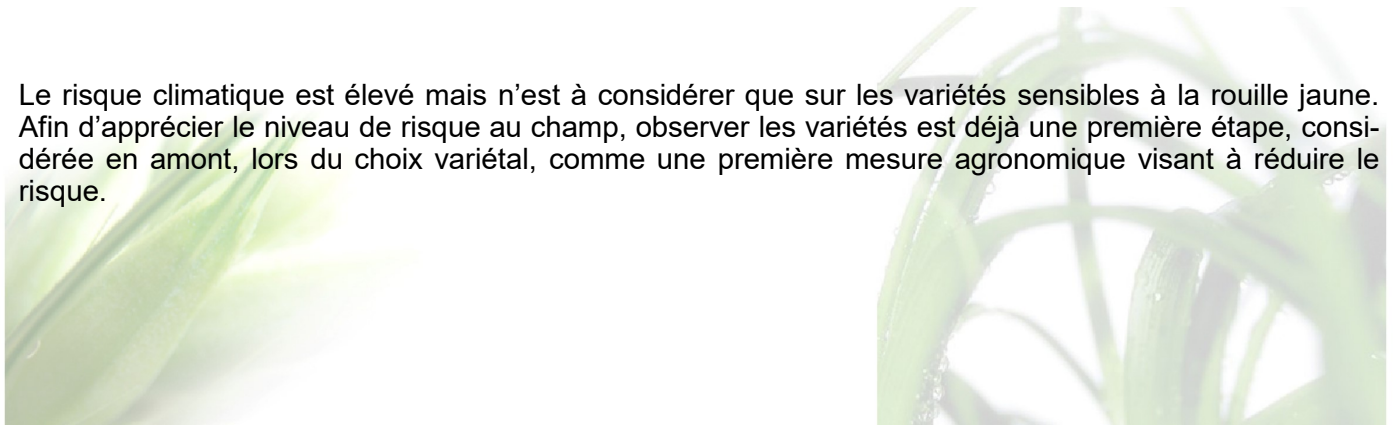 Le risque climatique est élevé mais n’est à considérer que sur les variétés sensibles à la rouille jaune.
Afin d’apprécier le niveau de risque au champ, observer les variétés est déjà une première étape, consi-
dérée en amont, lors du choix variétal, comme une première mesure agronomique visant à réduire le
risque.